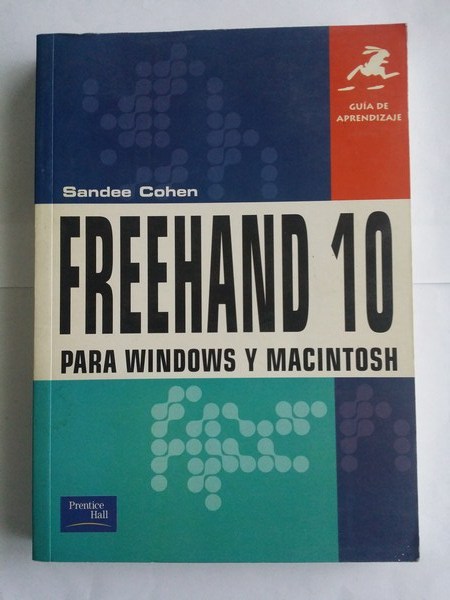 GUÍA DE
APRENDIZAJE
Sandee Cohen
FREEHAND 10
PARA WINDOWS Y MACINTOSH
Prentice
Hall